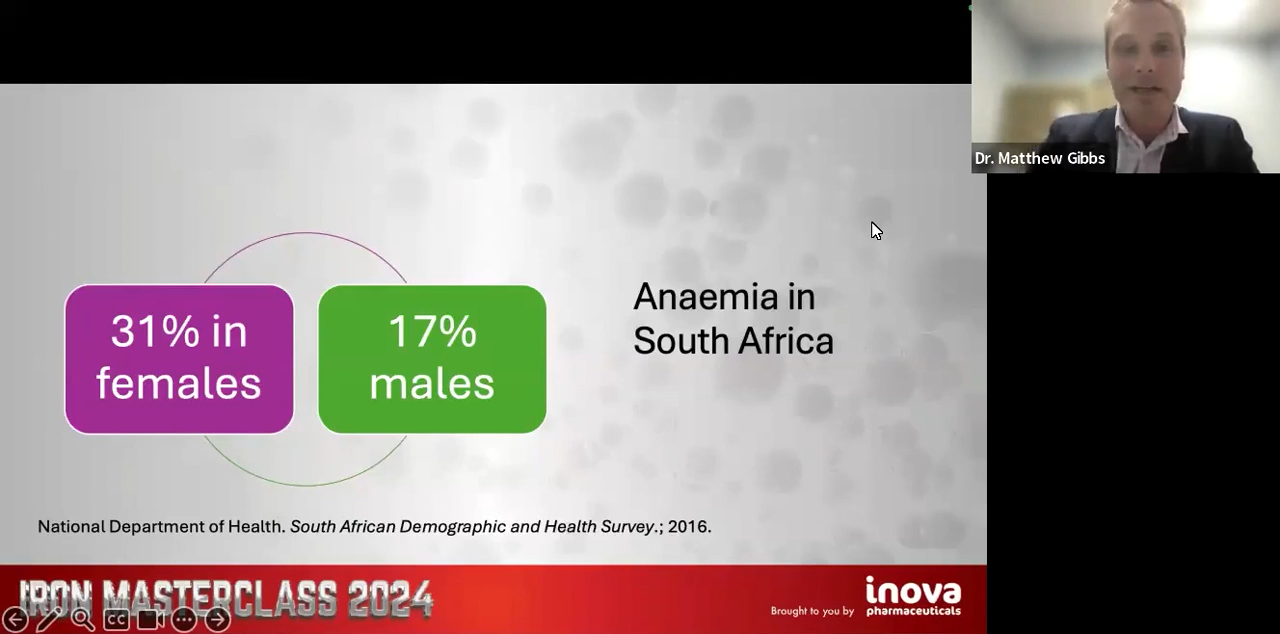 Dr. Matthew Gibbs
31% in
females
17%
males
Anaemia in
South Africa
National Department of Health. South African Demographic and Health Survey.; 2016.
IRON MASTERCLASS 2024
Brought to you by
inova
pharmaceuticals
CC